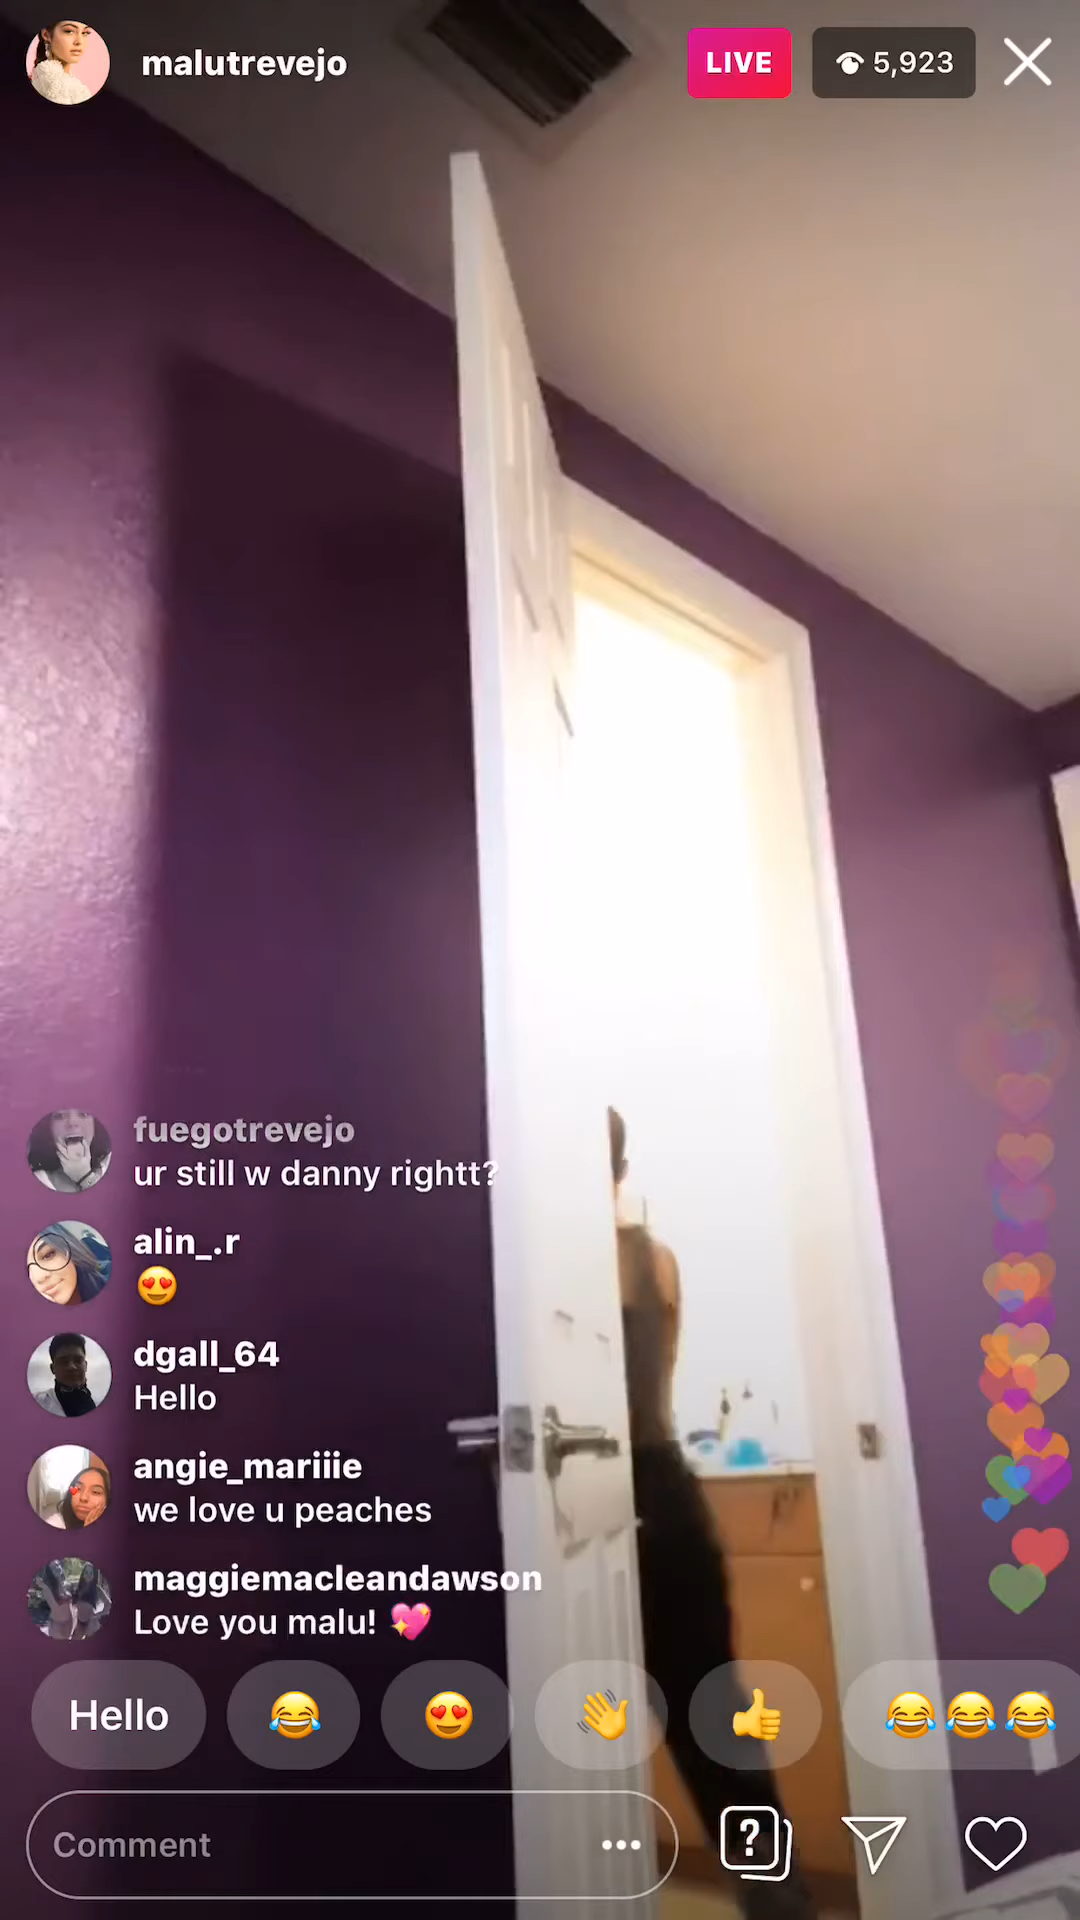 malutrevejo
LIVE
5,923
fuegotrevejo
ur still w danny rightt?
alin_.r
😍
dgall_64
Hello
angie_mariiie
we love u peaches
maggiemacleandawson
Love you malu! 💖
Hello 😂 😍 👋 👍 😂😂😂
Comment